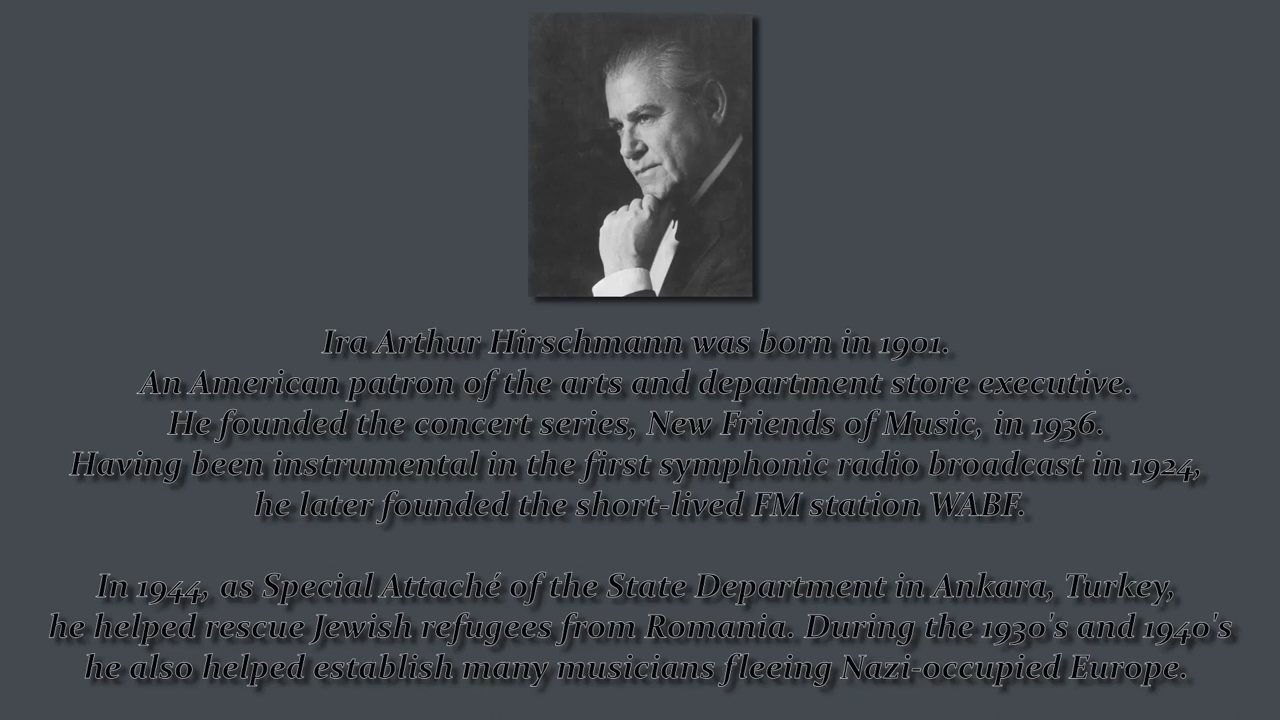 Ira Arthur Hirschmann was born in 1901.
An American patron of the arts and department store executive.
He founded the concert series, New Friends of Music, in 1936.
Having been instrumental in the first symphonic radio broadcast in 1924,
he later founded the short-lived FM station WABF.
In 1944, as Special Attaché of the State Department in Ankara, Turkey,
he helped rescue Jewish refugees from Romania. During the 1930's and 1940's
he also helped establish many musicians fleeing Nazi-occupied Europe.